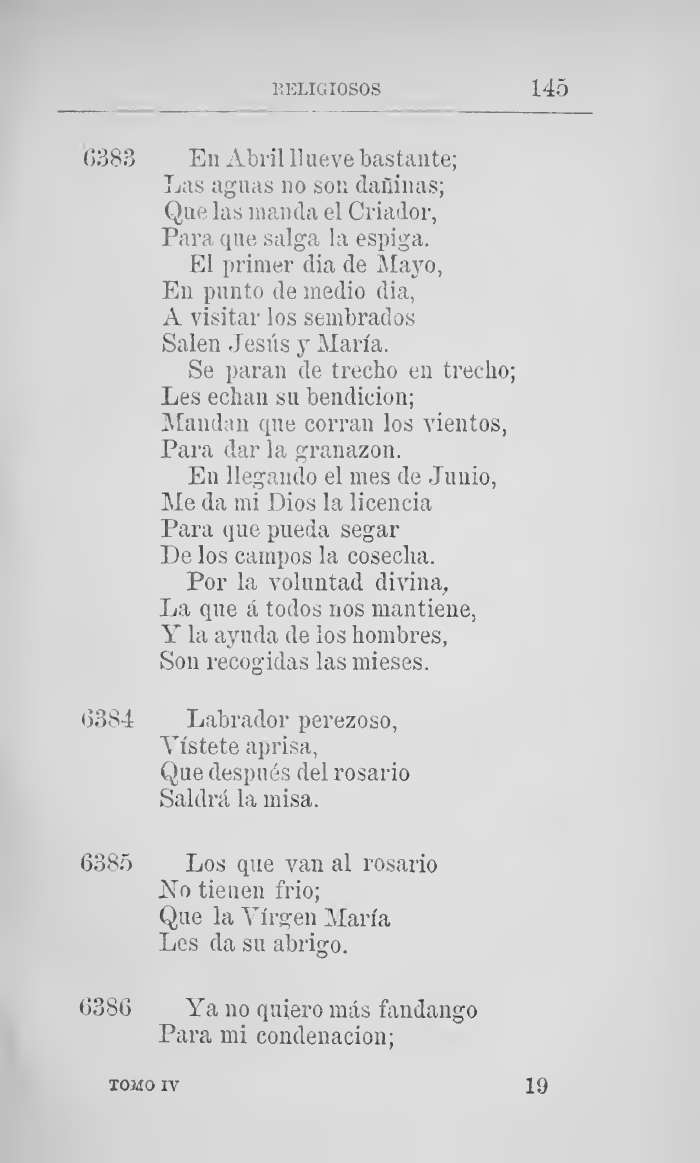 RELIGIOSOS 145
6383 En Abril llueve bastante;
Las aguas no son dañinas;
Que las manda el Criador,
Para que salga la espiga.
El primer dia de Mayo,
En punto de medio dia,
A visitar los sembrados
Salen Jesús y María.
Se paran de trecho en trecho;
Les echan su bendicion;
Mandan que corran los vientos,
Para dar la granazon.
En llegando el mes de Junio,
Me da mi Dios la licencia
Para que pueda segar
De los campos la cosecha.
Por la voluntad divina,
La que á todos nos mantiene,
Y la ayuda de los hombres,
Son recogidas las mieses.
6384 Labrador perezoso,
Vístete aprisa,
Que después del rosario
Saldrá la misa.
6385 Los que van al rosario
No tienen frio;
Que la Vírgen María
Les da su abrigo.
6386 Ya no quiero más fandango
Para mi condenacion;
TOMO IV 19